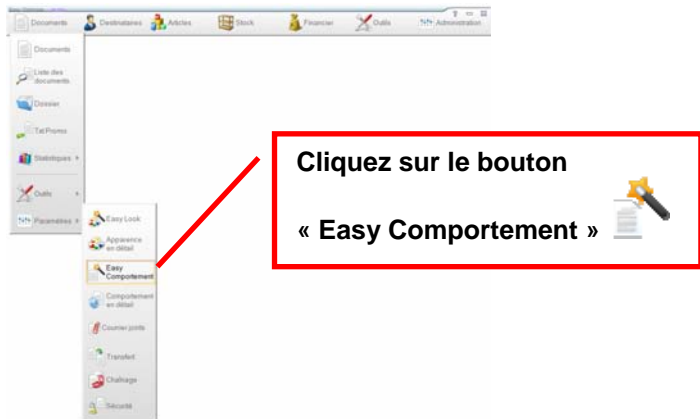 Documents Destinataires Articles Stock Financier Outils Administration
Documents
Liste des
documents
Dossier
Tel Promo
Statistiques
Outils
Paramètres
Easy Look
Apparence
en détail
Easy
Comportement
Comportement
en détail
Courrier joints
Transfert
Chaînage
Sécurité
Cliquez sur le bouton
« Easy Comportement »